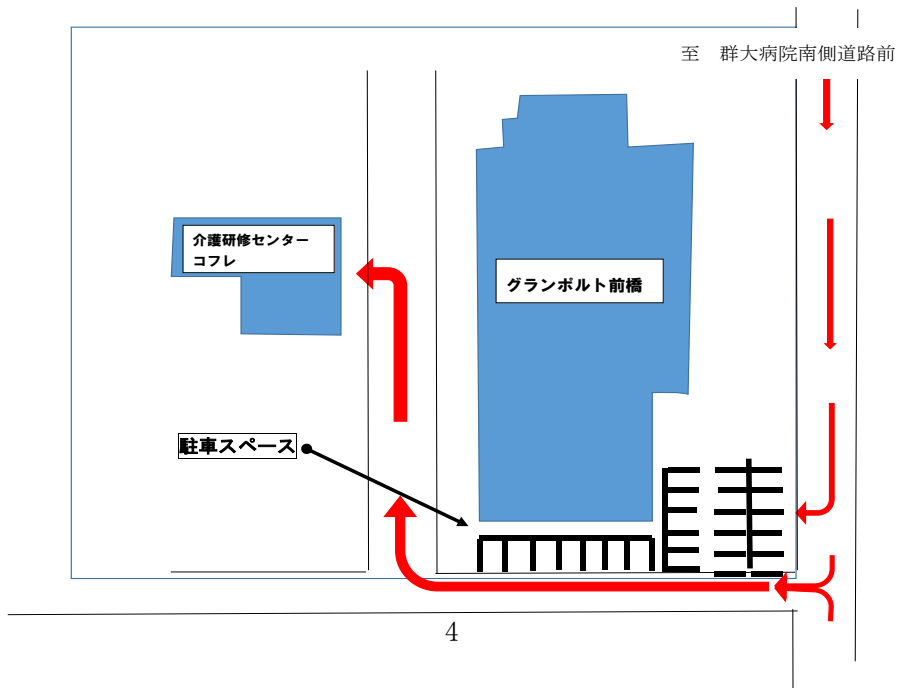 至　群大病院南側道路前
介護研修センター
コフレ
グランポルト前橋
駐車スペース
4